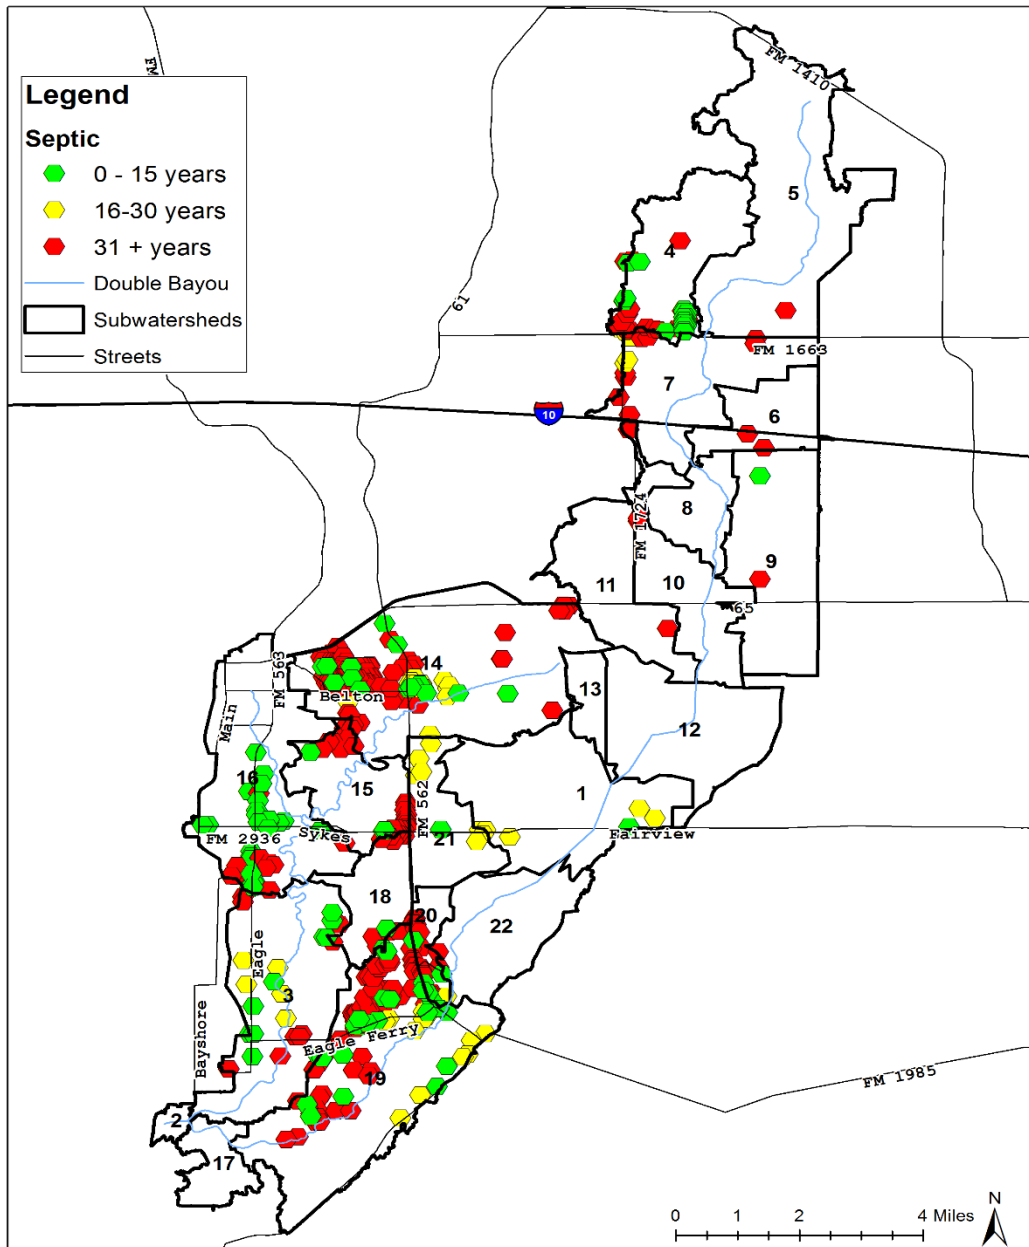 FM 1410
FM
Legend
Septic
0 - 15 years
16-30 years
31 + years
Double Bayou
Subwatersheds
Streets
5
4
61
FM 1663
7
10
6
8
FM 1724
9
11
10
65
14
FM 563
Belton
13
Main
12
16
15
1
FM 562
Sykes
FM 2936
21
Fairview
18
20
22
Eagle
3
Bayshore
Eagle Ferry
19
FM 1985
2
17
N
0 1 2 4 Miles